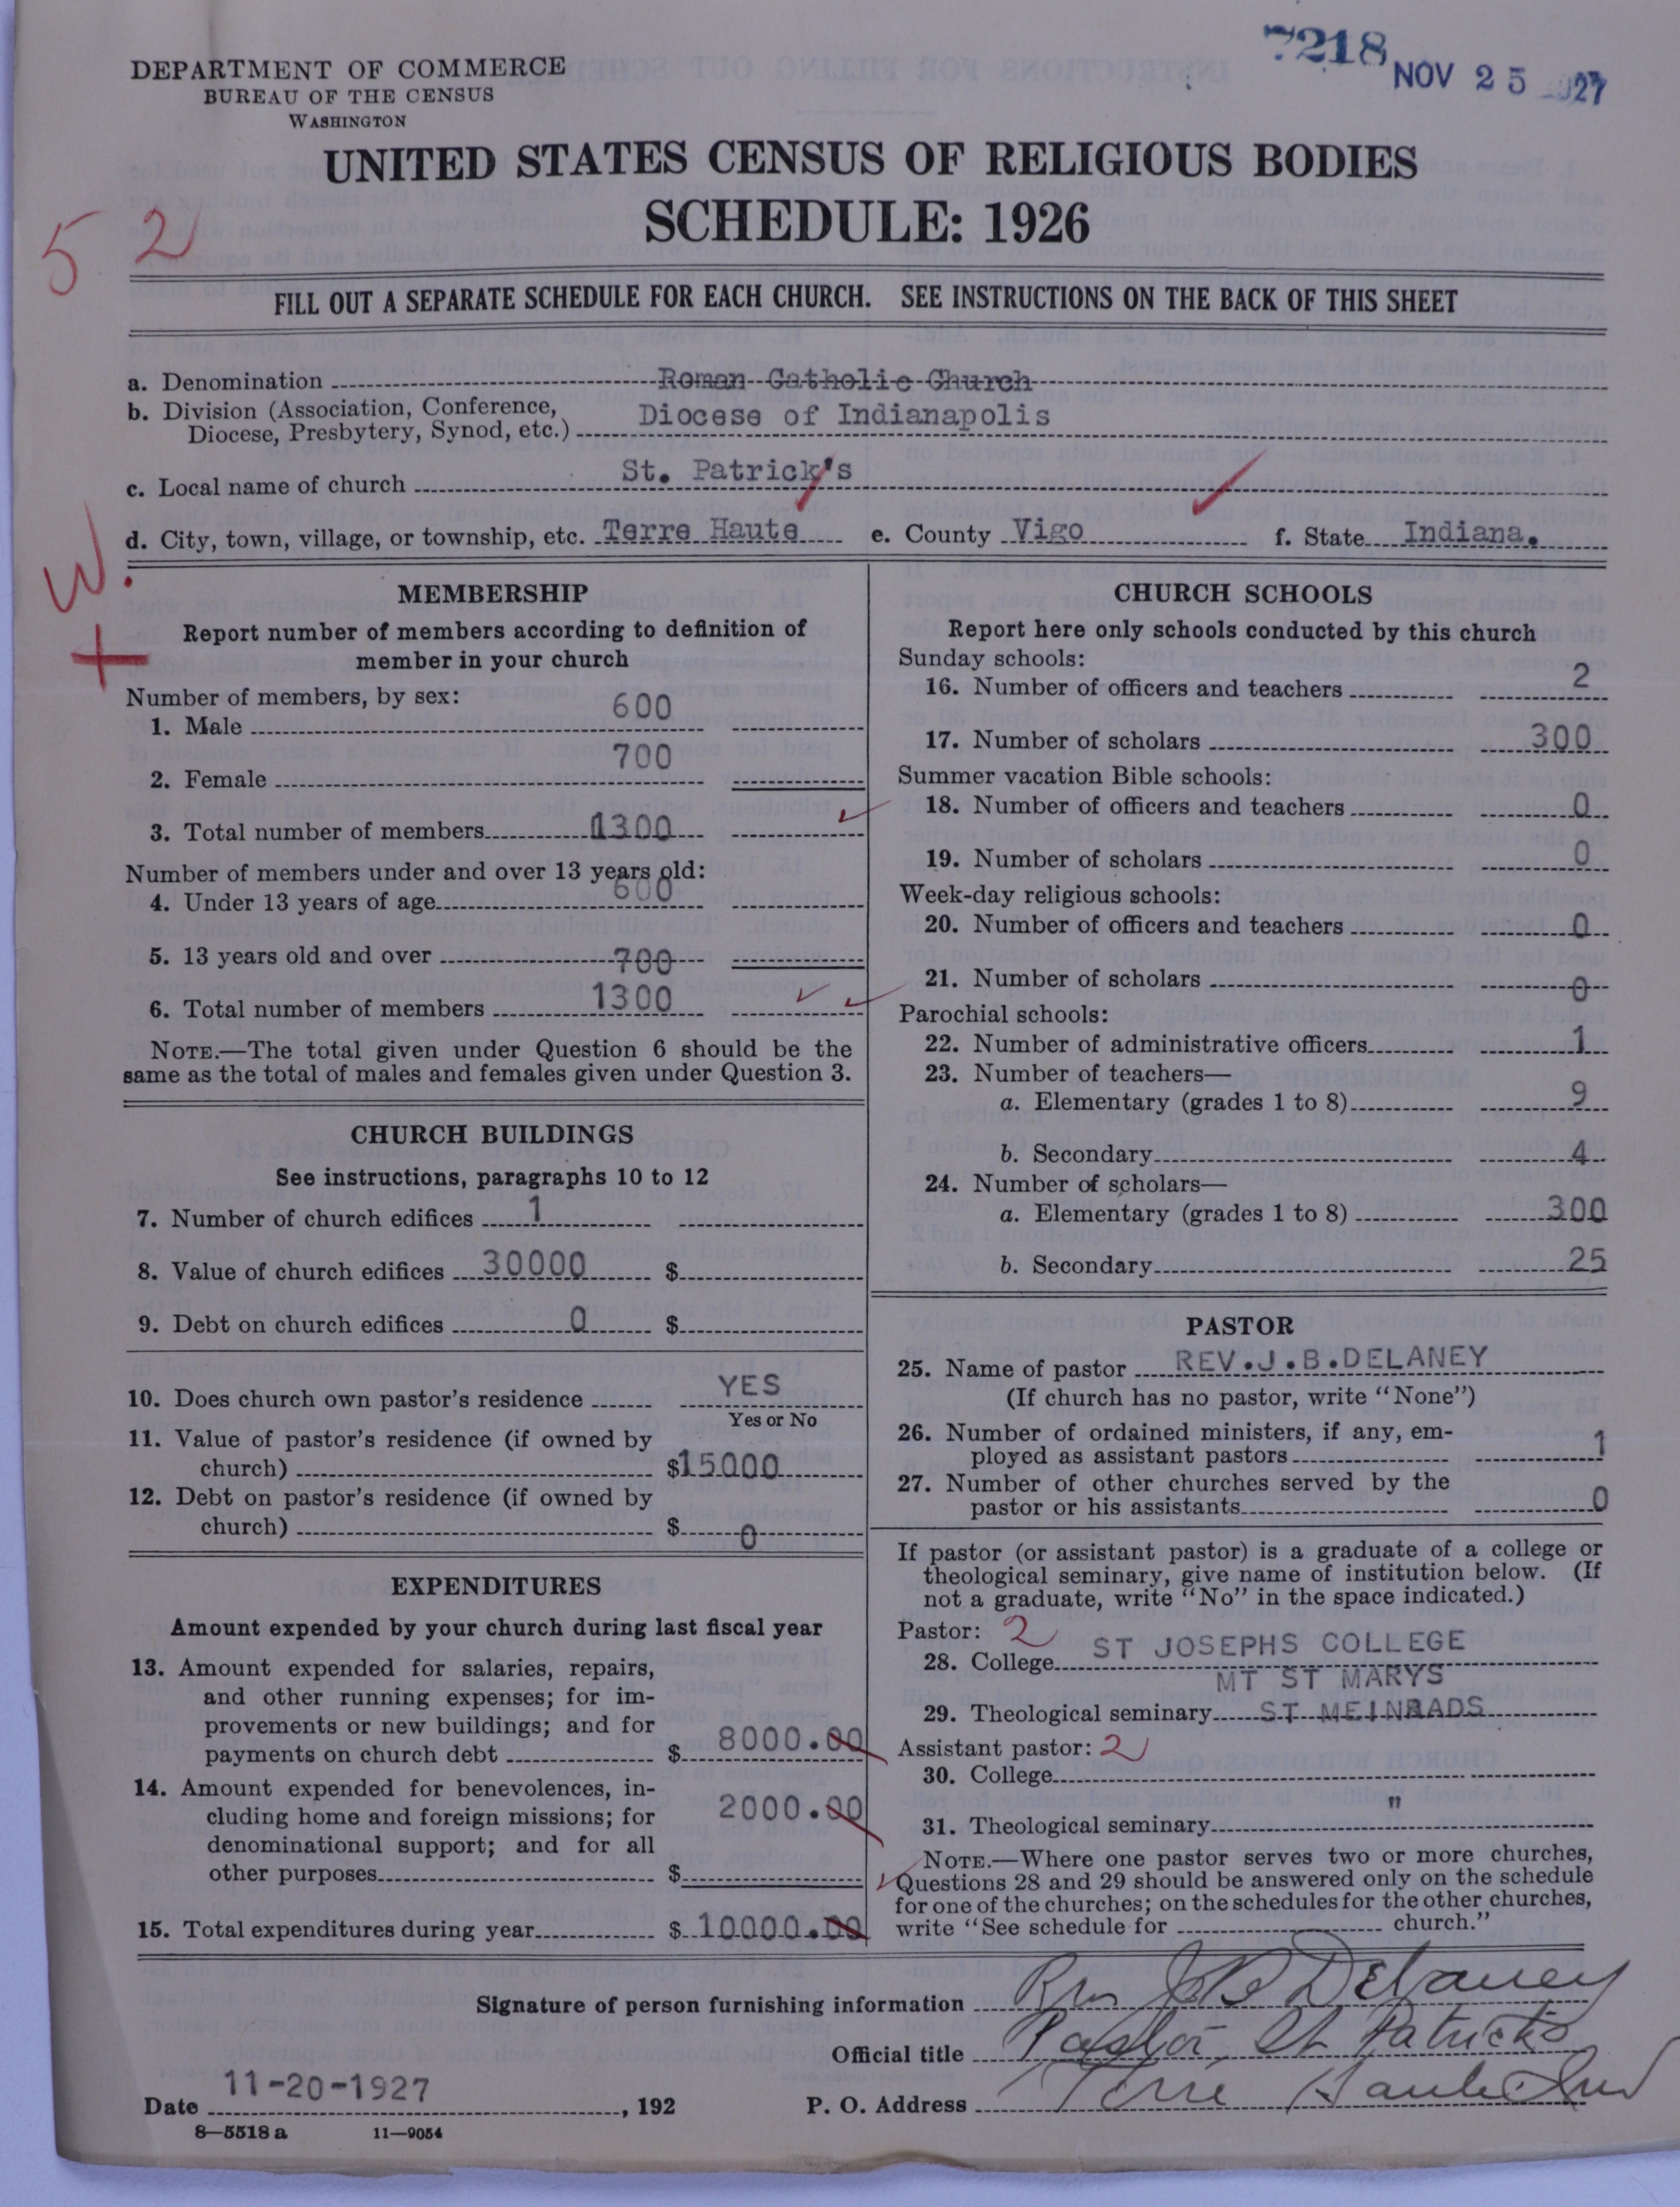 7218
NOV 25 1927
DEPARTMENT OF COMMERCE
BUREAU OF THE CENSUS
WASHINGTON
UNITED STATES CENSUS OF RELIGIOUS BODIES
SCHEDULE: 1926
52
FILL OUT A SEPARATE SCHEDULE FOR EACH CHURCH. SEE INSTRUCTIONS ON THE BACK OF THIS SHEET
a. Denomination Roman Catholic Church
b. Division (Association, Conference,
Diocese, Presbytery, Synod, etc.) Diocese of Indianapolis
c. Local name of church St. Patrick's
d. City, town, village, or township, etc. Terre Haute e. County Vigo f. State Indiana.
W.
MEMBERSHIP
Report number of members according to definition of
member in your church
Number of members, by sex:
1. Male 600
2. Female 700
3. Total number of members 1300
Number of members under and over 13 years old:
4. Under 13 years of age 600
5. 13 years old and over 700
6. Total number of members 1300
NOTE.—The total given under Question 6 should be the
same as the total of males and females given under Question 3.
CHURCH BUILDINGS
See instructions, paragraphs 10 to 12
7. Number of church edifices 1
8. Value of church edifices 30000 $
9. Debt on church edifices 0 $
10. Does church own pastor's residence YES
Yes or No
11. Value of pastor's residence (if owned by
church) $15000
12. Debt on pastor's residence (if owned by
church) $ 0
EXPENDITURES
Amount expended by your church during last fiscal year
13. Amount expended for salaries, repairs,
and other running expenses; for im-
provements or new buildings; and for
payments on church debt $ 8000.00
14. Amount expended for benevolences, in-
cluding home and foreign missions; for
denominational support; and for all
other purposes $ 2000.00
15. Total expenditures during year $ 10000.00
CHURCH SCHOOLS
Report here only schools conducted by this church
Sunday schools:
16. Number of officers and teachers 2
17. Number of scholars 300
Summer vacation Bible schools:
18. Number of officers and teachers 0
19. Number of scholars 0
Week-day religious schools:
20. Number of officers and teachers 0
21. Number of scholars 0
Parochial schools:
22. Number of administrative officers 1
23. Number of teachers—
a. Elementary (grades 1 to 8) 9
b. Secondary 4
24. Number of scholars—
a. Elementary (grades 1 to 8) 300
b. Secondary 25
PASTOR
25. Name of pastor REV.J.B.DELANEY
(If church has no pastor, write "None")
26. Number of ordained ministers, if any, em-
ployed as assistant pastors 1
27. Number of other churches served by the
pastor or his assistants 0
If pastor (or assistant pastor) is a graduate of a college or
theological seminary, give name of institution below. (If
not a graduate, write "No" in the space indicated.)
Pastor: 2
28. College ST JOSEPHS COLLEGE
MT ST MARYS
29. Theological seminary ST MEINRADS
Assistant pastor: 2
30. College
31. Theological seminary "
NOTE.—Where one pastor serves two or more churches,
Questions 28 and 29 should be answered only on the schedule
for one of the churches; on the schedules for the other churches,
write "See schedule for church."
Signature of person furnishing information Rev J B Delaney
Official title Pastor, St Patricks
Date 11-20-1927, 192 P. O. Address Terre Haute Ind
8—5518 a 11—9054